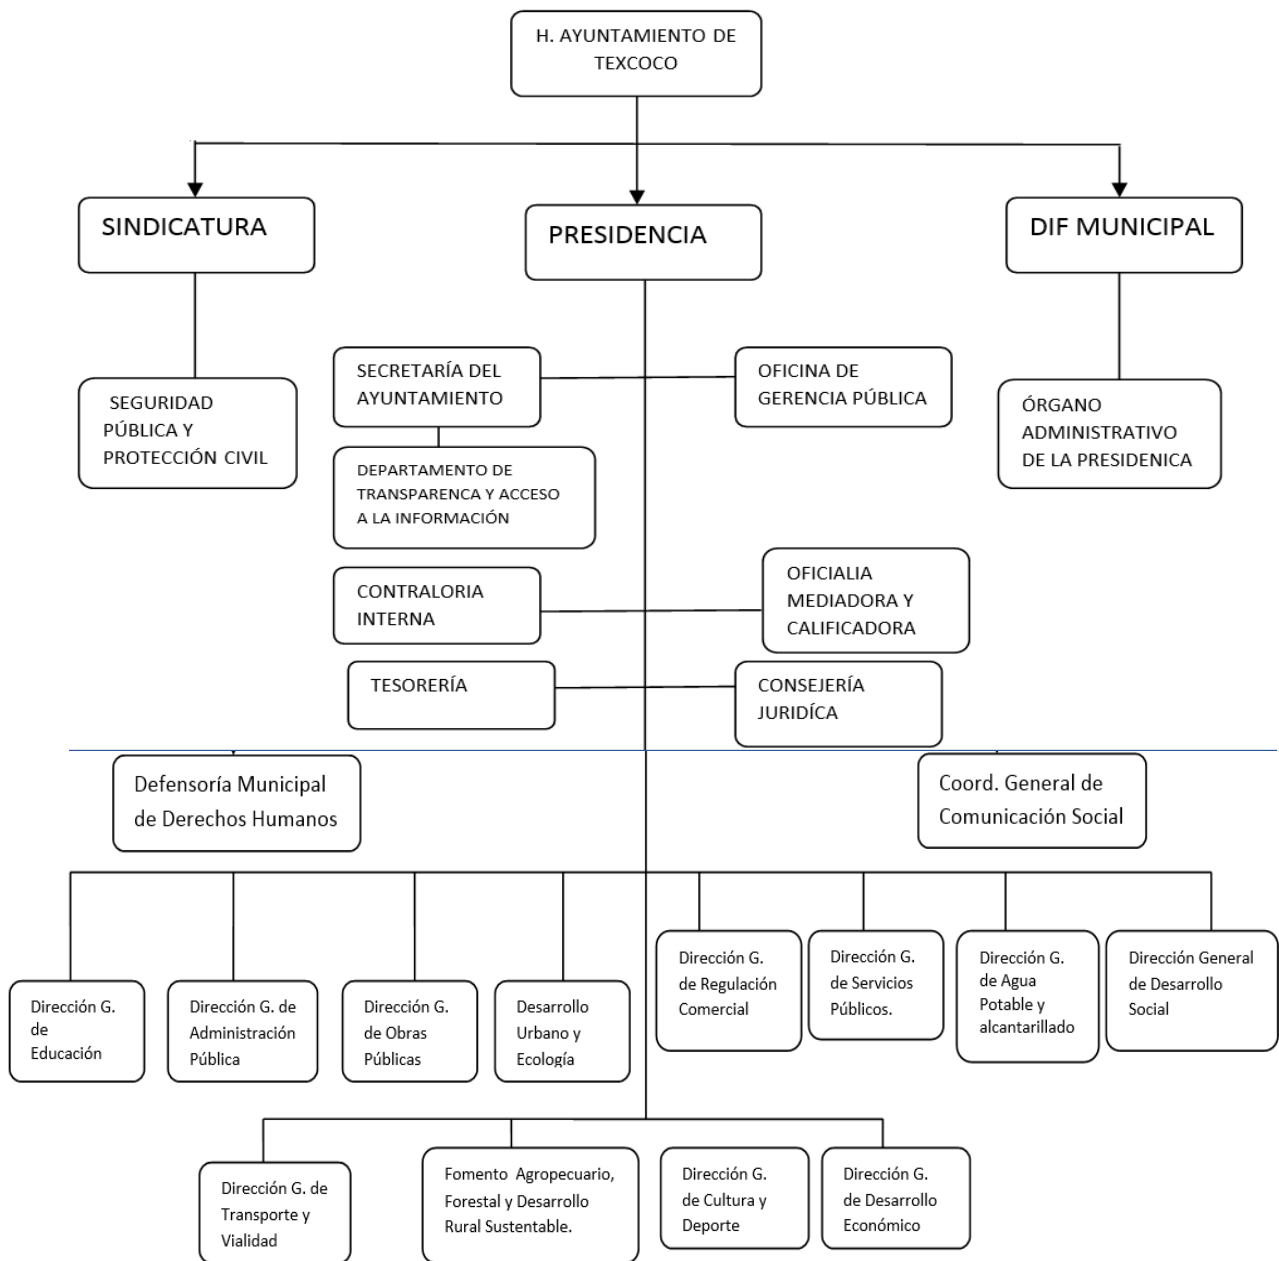 H. AYUNTAMIENTO DE
TEXCOCO
SINDICATURA
PRESIDENCIA
DIF MUNICIPAL
SEGURIDAD
PÚBLICA Y
PROTECCIÓN CIVIL
SECRETARÍA DEL
AYUNTAMIENTO
OFICINA DE
GERENCIA PÚBLICA
ÓRGANO
ADMINISTRATIVO
DE LA PRESIDENICA
DEPARTAMENTO DE
TRANSPARENCA Y ACCESO
A LA INFORMACIÓN
CONTRALORIA
INTERNA
OFICIALIA
MEDIADORA Y
CALIFICADORA
TESORERÍA
CONSEJERÍA
JURIDÍCA
Defensoría Municipal
de Derechos Humanos
Coord. General de
Comunicación Social
Dirección G.
de
Educación
Dirección G. de
Administración
Pública
Dirección G.
de Obras
Públicas
Desarrollo
Urbano y
Ecología
Dirección G.
de Regulación
Comercial
Dirección G.
de Servicios
Públicos.
Dirección G.
de Agua
Potable y
alcantarillado
Dirección General
de Desarrollo
Social
Dirección G. de
Transporte y
Vialidad
Fomento Agropecuario,
Forestal y Desarrollo
Rural Sustentable.
Dirección G.
de Cultura y
Deporte
Dirección G.
de Desarrollo
Económico